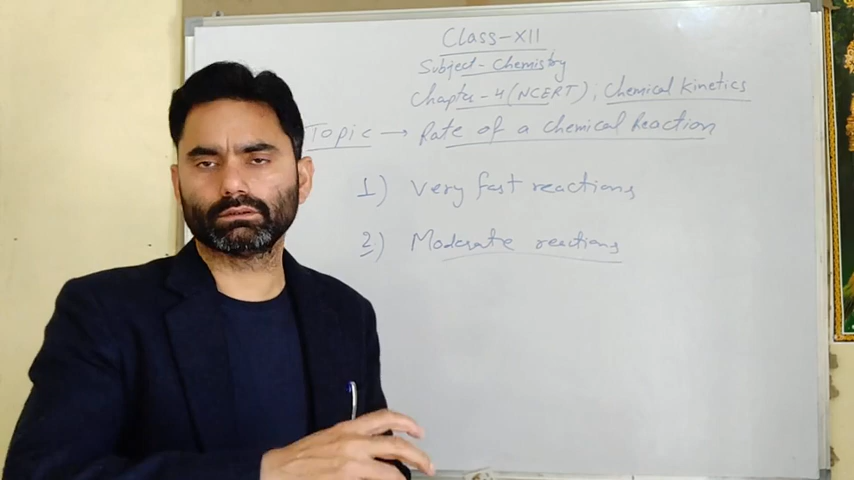 Class-XII
Subject-Chemistry
Chapter-4(NCERT), Chemical kinetics
Topic → Rate of a Chemical Reaction
1) Very fast reactions
2) Moderate reactions